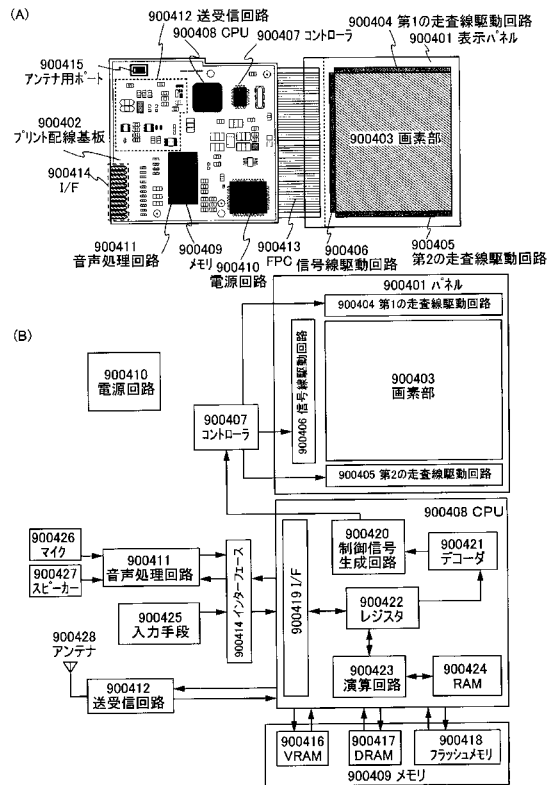 (A)
900412 送受信回路
900408 CPU
900407 コントローラ
900404 第1の走査線駆動回路
900401 表示パネル
900415
アンテナ用ポート
900402
プリント配線基板
900414
I/F
900403 画素部
900411
音声処理回路
900409
メモリ
900410
電源回路
900413
FPC
900406
信号線駆動回路
900405
第2の走査線駆動回路
(B)
900401 パネル
900404 第1の走査線駆動回路
900410
電源回路
900406 信号線駆動回路
900403
画素部
900407
コントローラ
900405 第2の走査線駆動回路
900408 CPU
900426
マイク
900427
スピーカー
900411
音声処理回路
900414 インターフェース
900419 I/F
900420
制御信号
生成回路
900421
デコーダ
900425
入力手段
900422
レジスタ
900428
アンテナ
900423
演算回路
900424
RAM
900412
送受信回路
900416
VRAM
900417
DRAM
900418
フラッシュメモリ
900409 メモリ